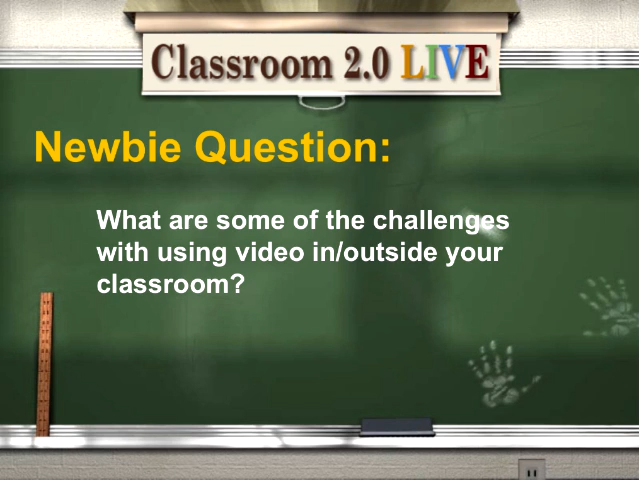 Classroom 2.0 LIVE
Newbie Question:
What are some of the challenges
with using video in/outside your
classroom?